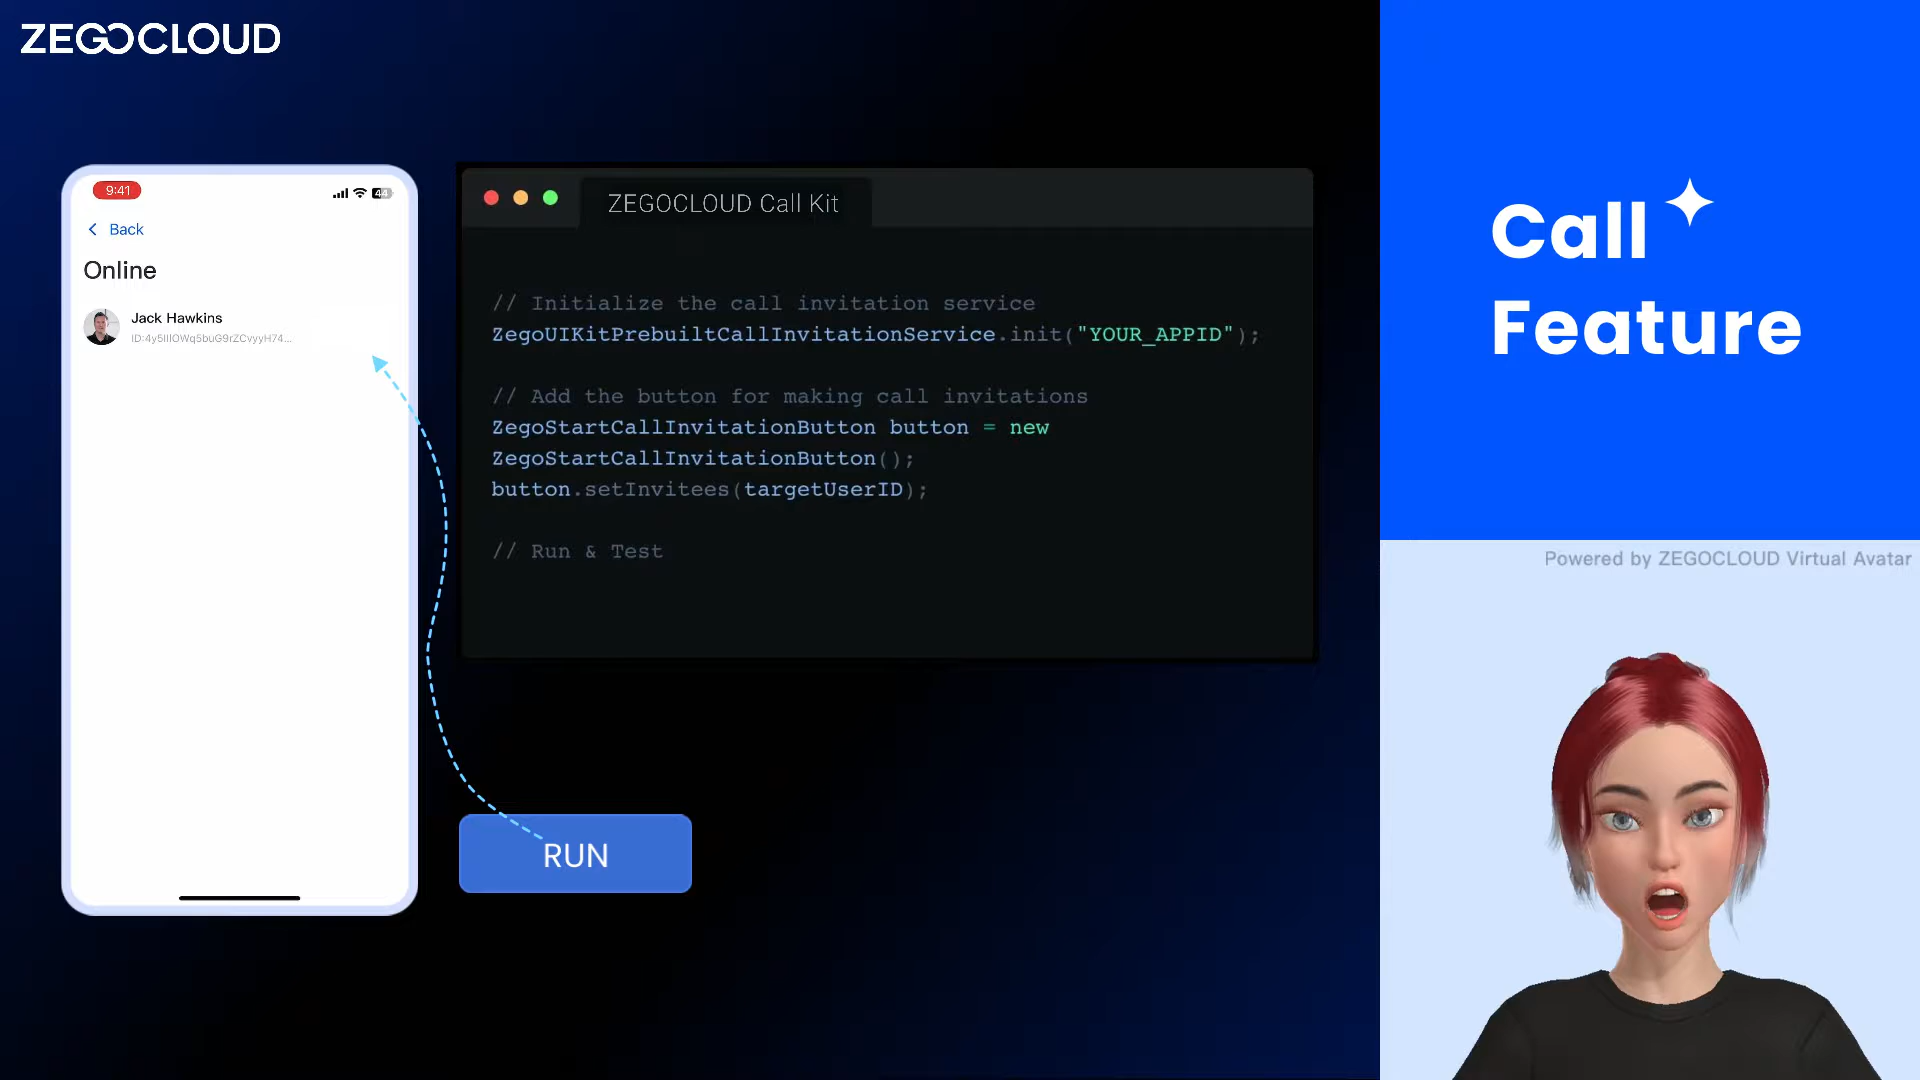 ZEGOCLOUD
9:41
44
Back
Online
Jack Hawkins
ZEGOCLOUD Call Kit
// Initialize the call invitation service
ZegoUIKitPrebuiltCallInvitationService.init("YOUR_APPID");
// Add the button for making call invitations
ZegoStartCallInvitationButton button = new
ZegoStartCallInvitationButton();
button.setInvitees(targetUserID);
// Run & Test
RUN
Call
Feature
Powered by ZEGOCLOUD Virtual Avatar